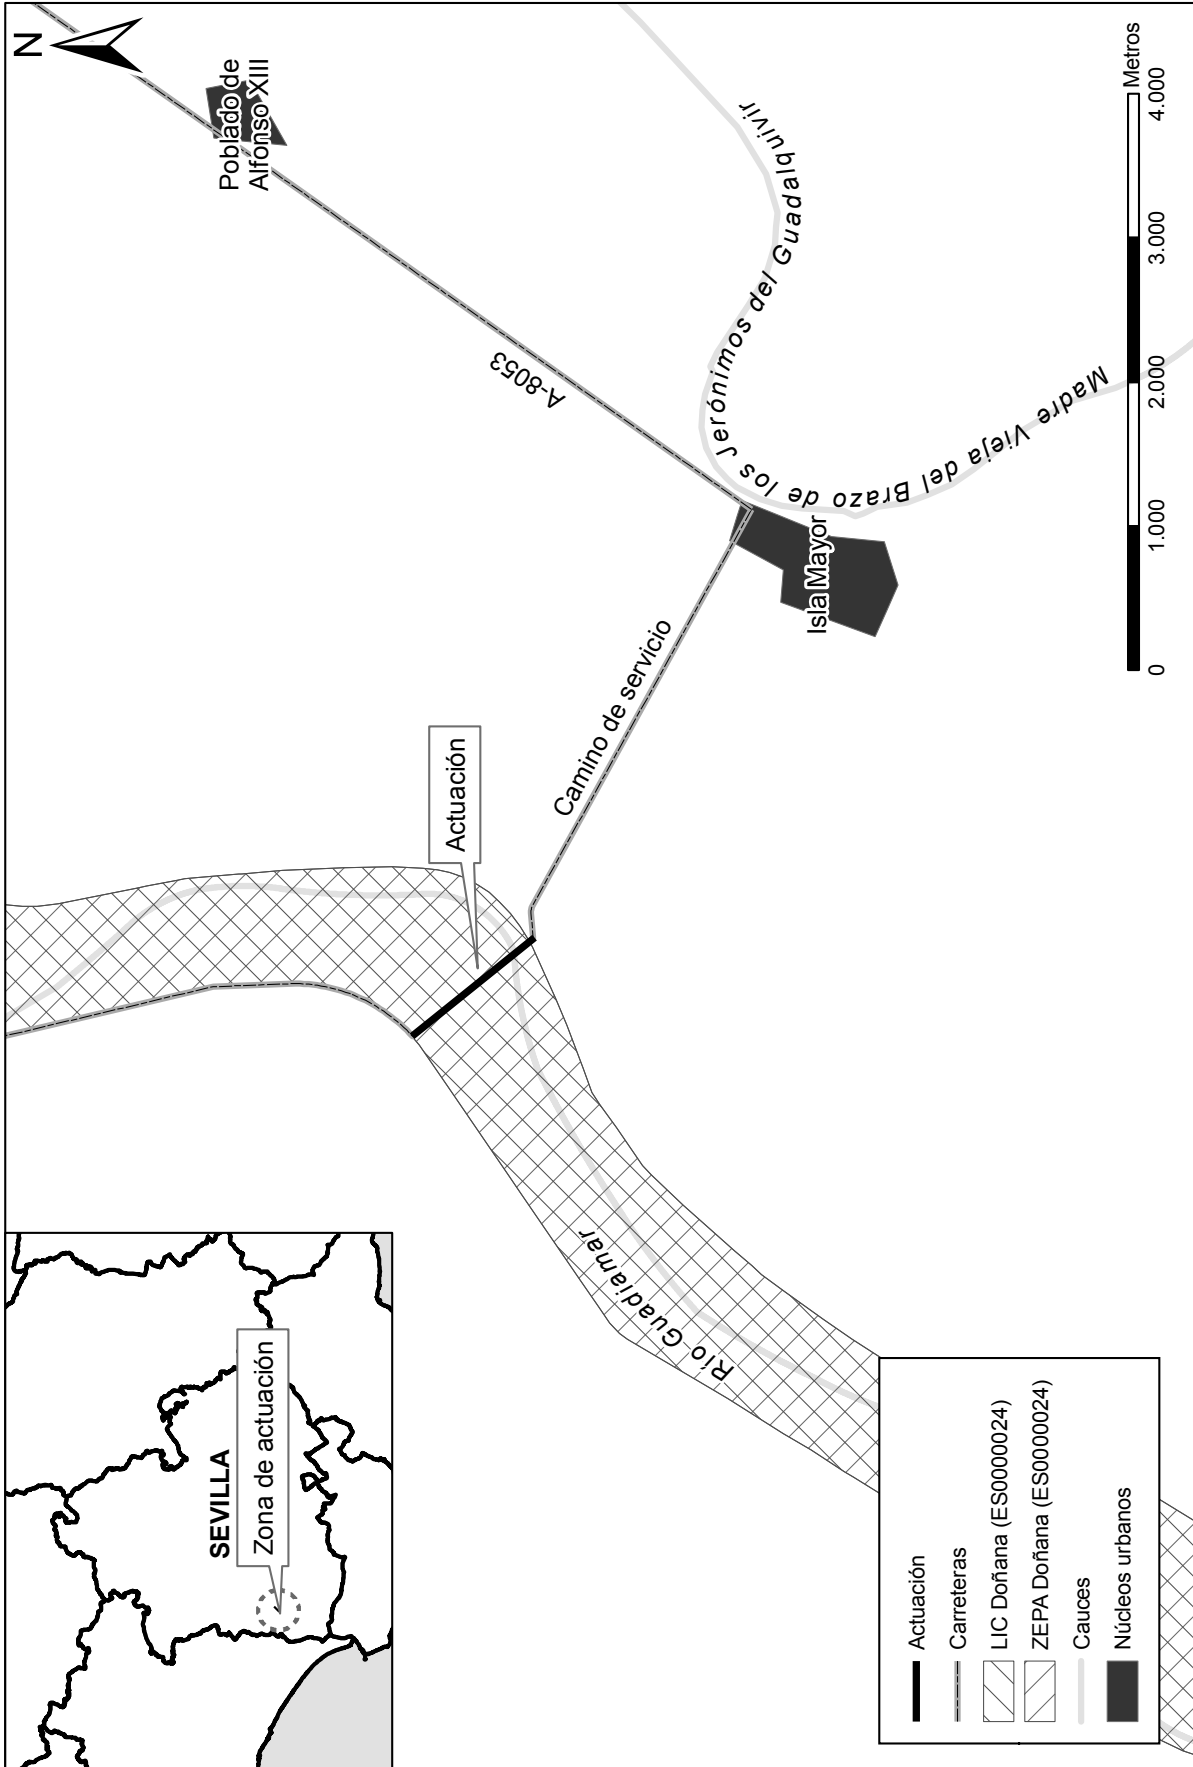 SEVILLA
Zona de actuación
Río Guadiamar
Actuación
Camino de servicio
A-8053
Poblado de
Alfonso XIII
N
Isla Mayor
Madre Vieja del Brazo de los Jerónimos del Guadalquivir
Actuación
Carreteras
LIC Doñana (ES0000024)
ZEPA Doñana (ES0000024)
Cauces
Núcleos urbanos
0 1.000 2.000 3.000 4.000
Metros